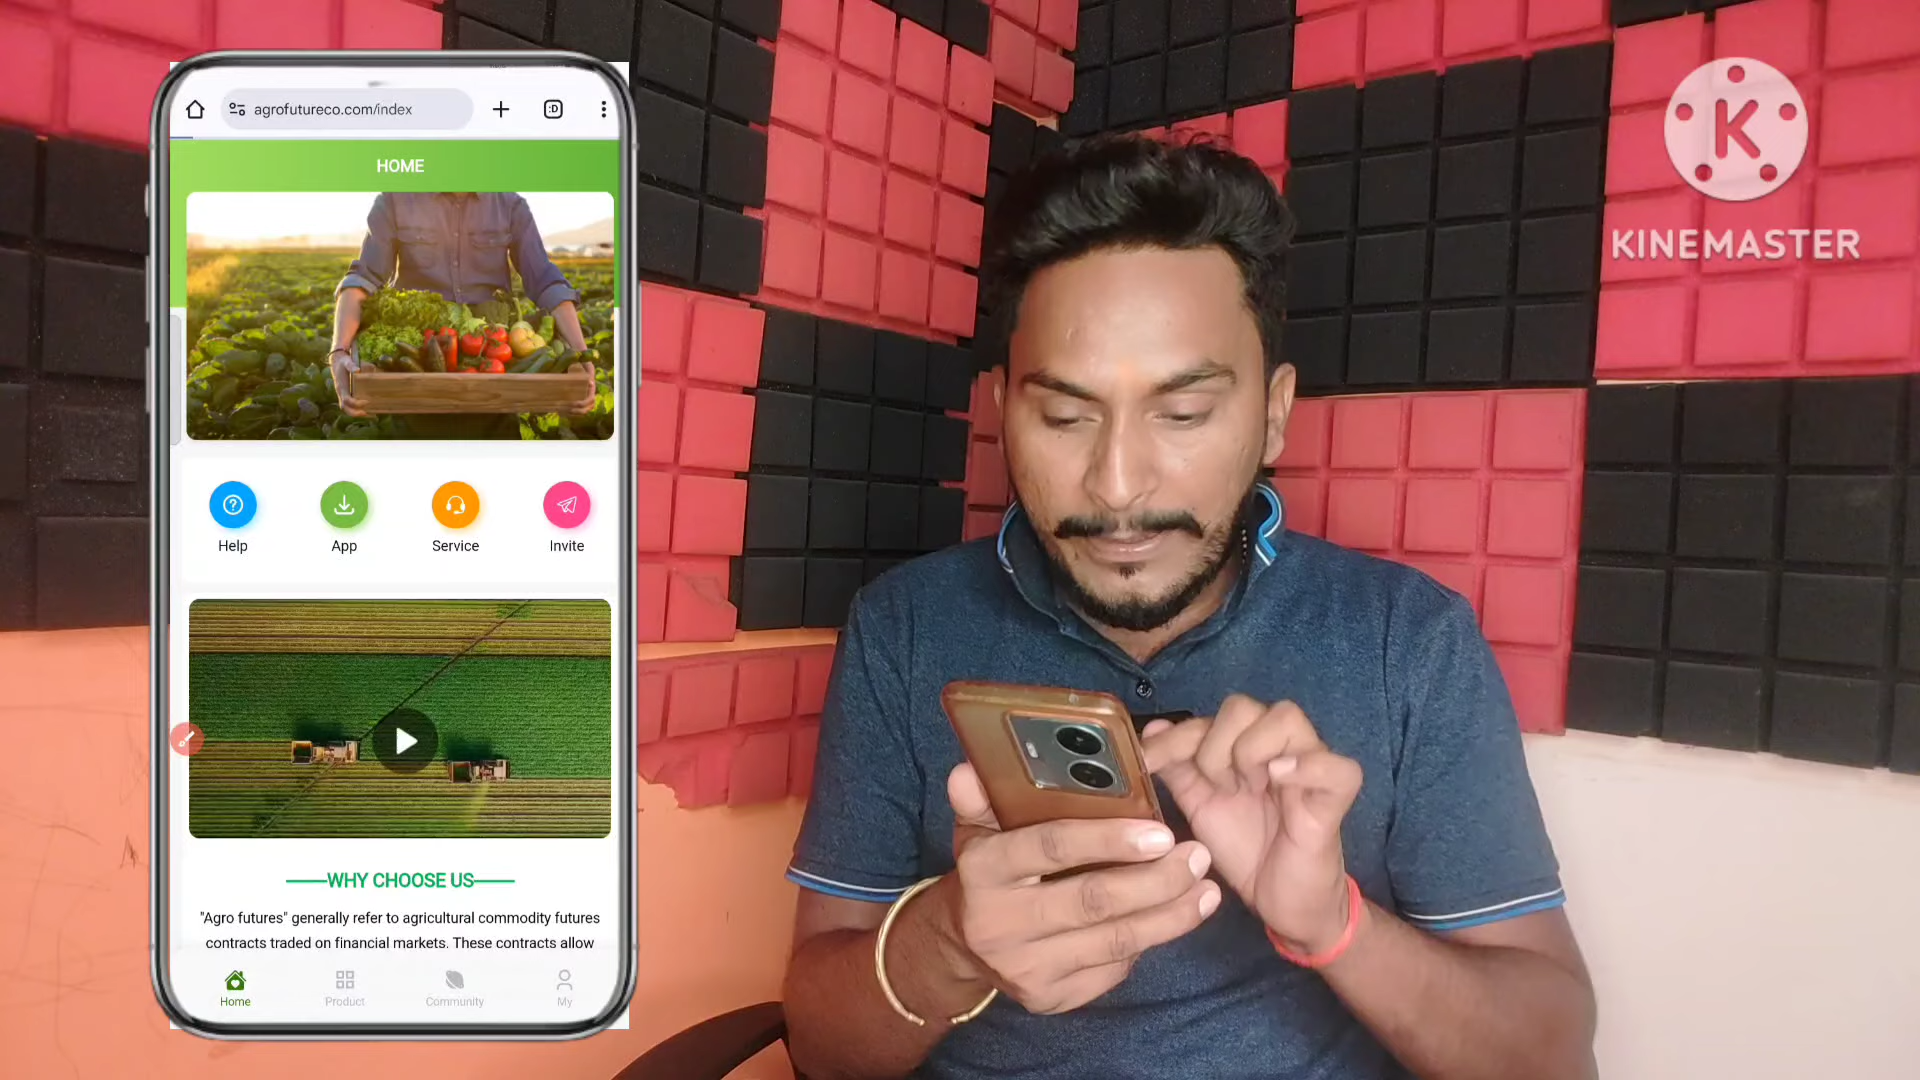 agrofutureco.com/index
:D
HOME
Help
App
Service
Invite
WHY CHOOSE US
"Agro futures" generally refer to agricultural commodity futures
contracts traded on financial markets. These contracts allow
Home
Product
Community
My
K
KINEMASTER